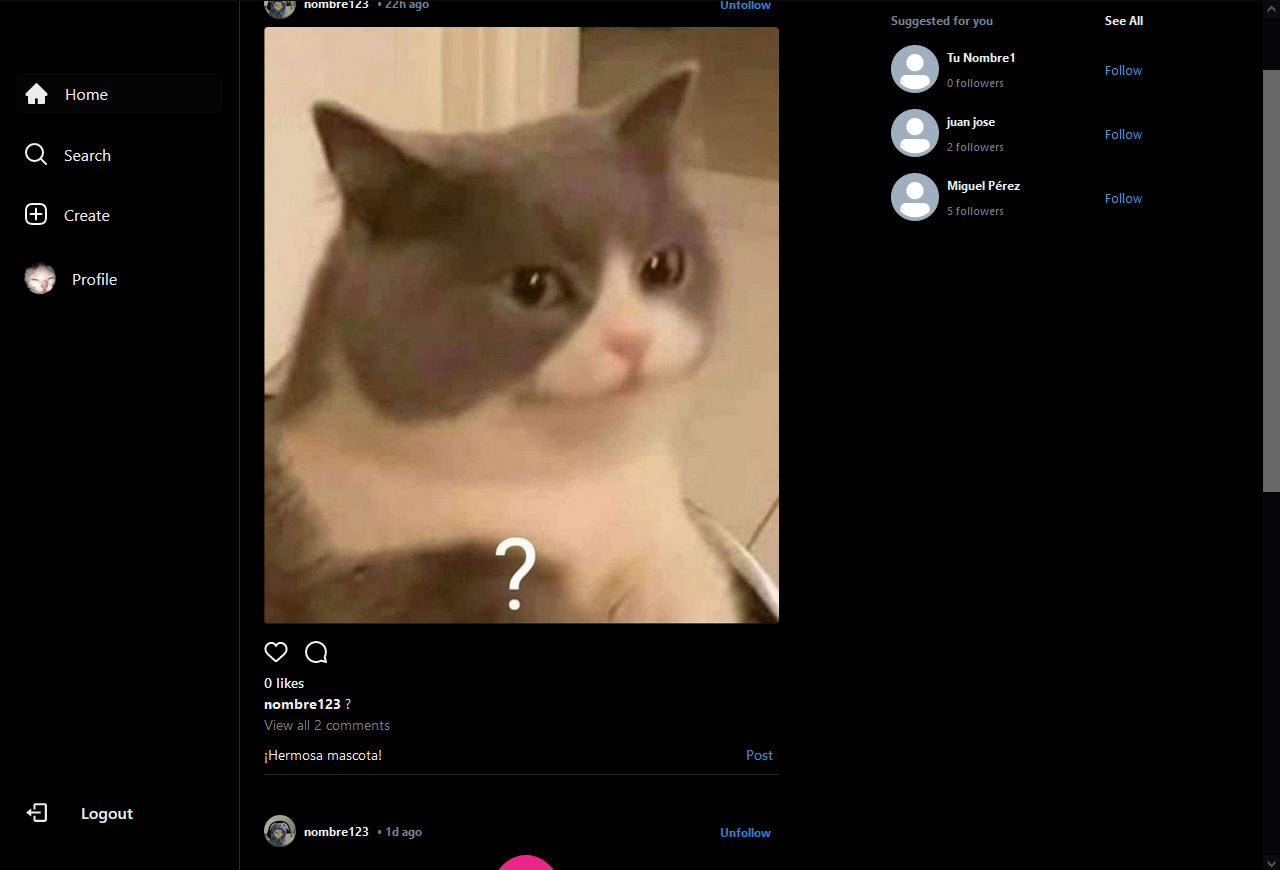 Home
Search
Create
Profile
Logout
nombre123 • 22h ago Unfollow
?
0 likes
nombre123 ?
View all 2 comments
¡Hermosa mascota! Post
nombre123 • 1d ago Unfollow
Suggested for you See All
Tu Nombre1
0 followers
Follow
juan jose
2 followers
Follow
Miguel Pérez
5 followers
Follow